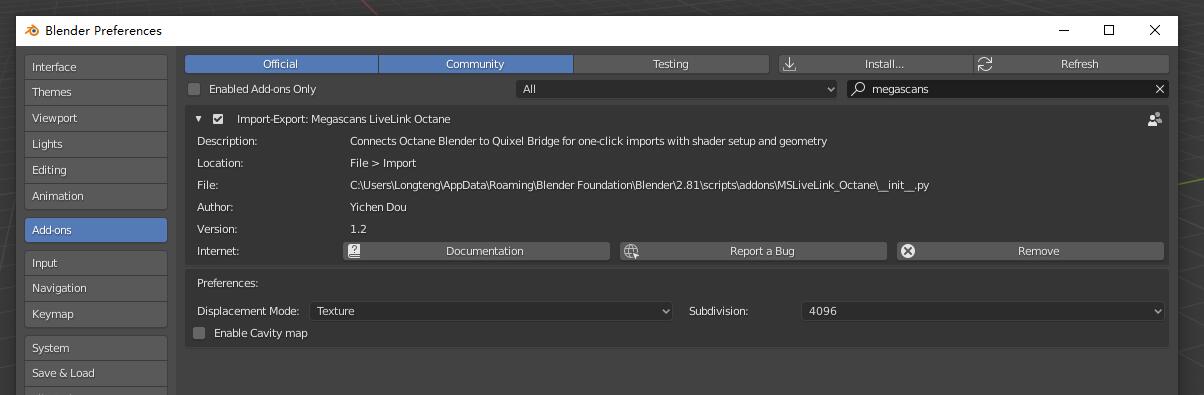 Blender Preferences
Interface
Themes
Viewport
Lights
Editing
Animation
Add-ons
Input
Navigation
Keymap
System
Save & Load
Official Community Testing Install... Refresh
Enabled Add-ons Only All megascans
Import-Export: Megascans LiveLink Octane
Description: Connects Octane Blender to Quixel Bridge for one-click imports with shader setup and geometry
Location: File > Import
File: C:\Users\Longteng\AppData\Roaming\Blender Foundation\Blender\2.81\scripts\addons\MSLiveLink_Octane\__init__.py
Author: Yichen Dou
Version: 1.2
Internet: Documentation Report a Bug Remove
Preferences:
Displacement Mode: Texture Subdivision: 4096
Enable Cavity map